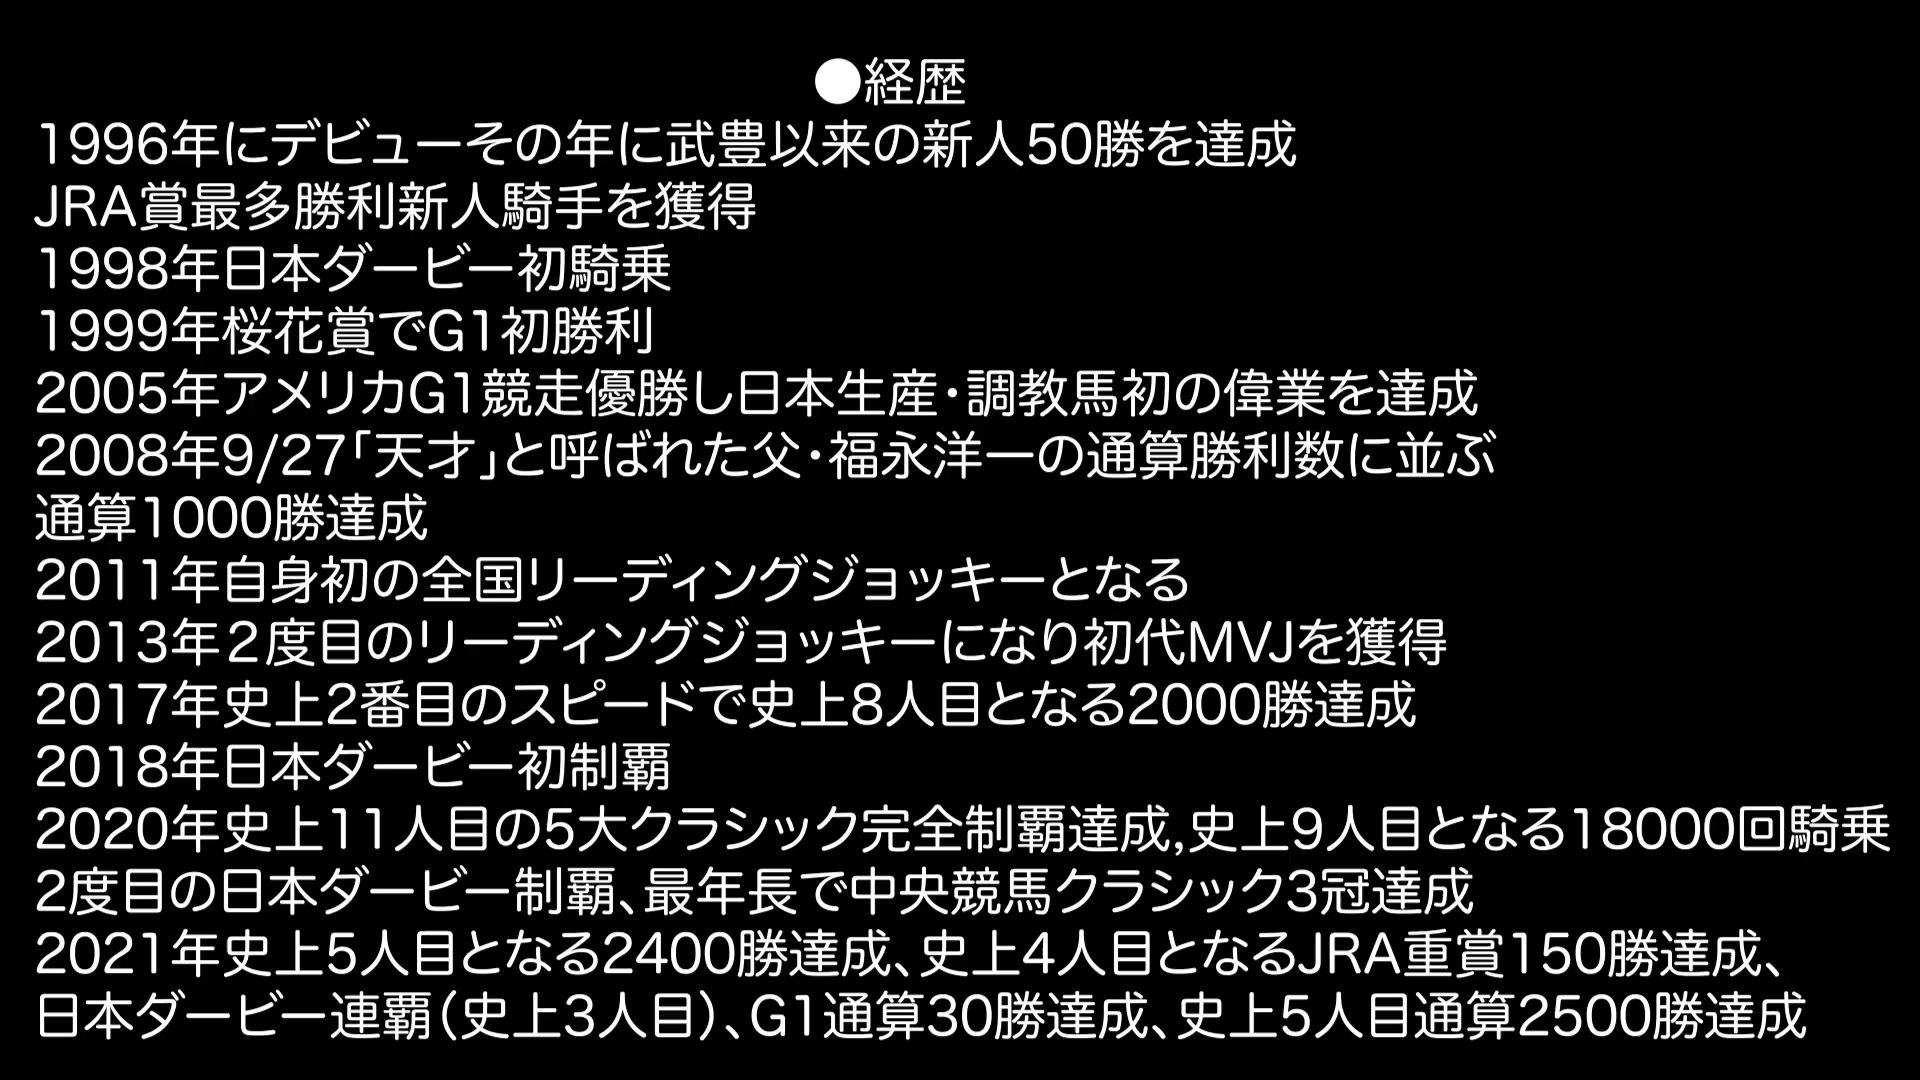 ●経歴
1996年にデビューその年に武豊以来の新人50勝を達成
JRA賞最多勝利新人騎手を獲得
1998年日本ダービー初騎乗
1999年桜花賞でG1初勝利
2005年アメリカG1競走優勝し日本生産･調教馬初の偉業を達成
2008年9/27｢天才｣と呼ばれた父･福永洋一の通算勝利数に並ぶ
通算1000勝達成
2011年自身初の全国リーディングジョッキーとなる
2013年２度目のリーディングジョッキーになり初代MVJを獲得
2017年史上2番目のスピードで史上8人目となる2000勝達成
2018年日本ダービー初制覇
2020年史上11人目の5大クラシック完全制覇達成,史上9人目となる18000回騎乗
2度目の日本ダービー制覇､最年長で中央競馬クラシック3冠達成
2021年史上5人目となる2400勝達成､史上4人目となるJRA重賞150勝達成､
日本ダービー連覇(史上3人目)､G1通算30勝達成､史上5人目通算2500勝達成